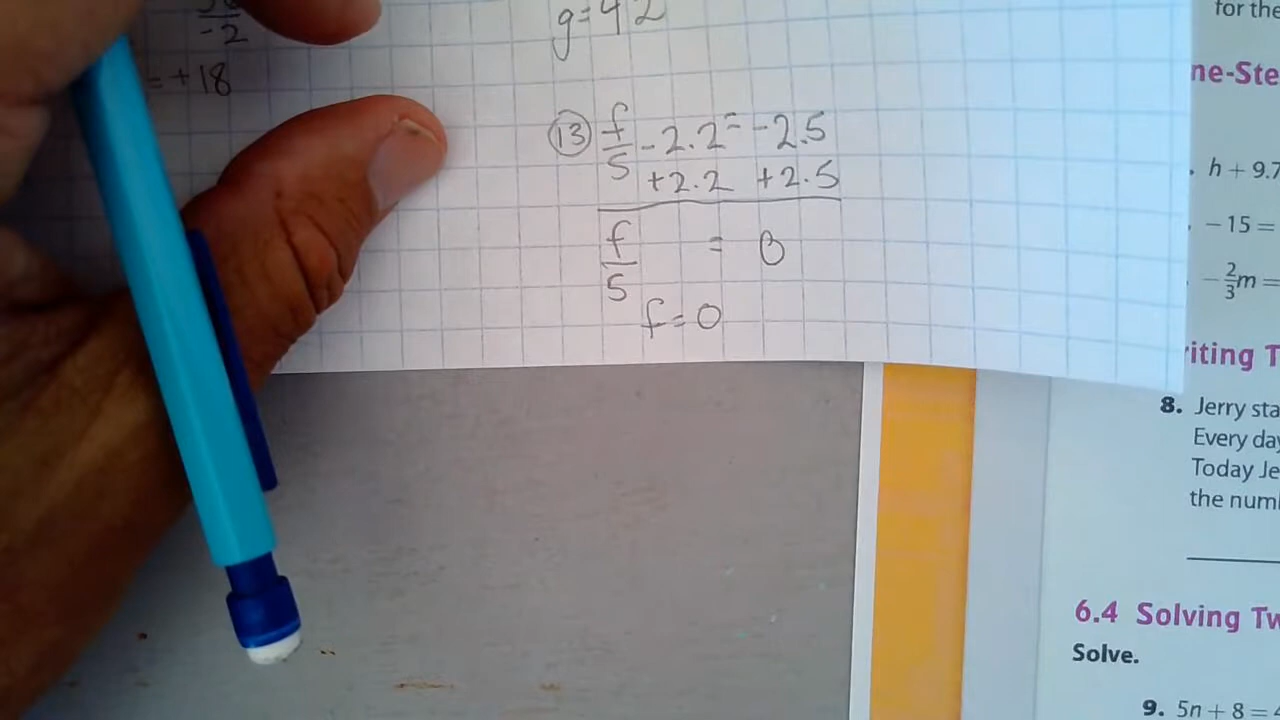 -2
= +18
g=42
⑬ f/5 - 2.2 = -2.5
+2.2 +2.5
f/5 = 0
f=0
for the
ne-Ste
h + 9.7
-15 =
-2/3m =
iting T
8. Jerry sta
Every day
Today Je
the num
6.4 Solving Tw
Solve.
9. 5n + 8 =